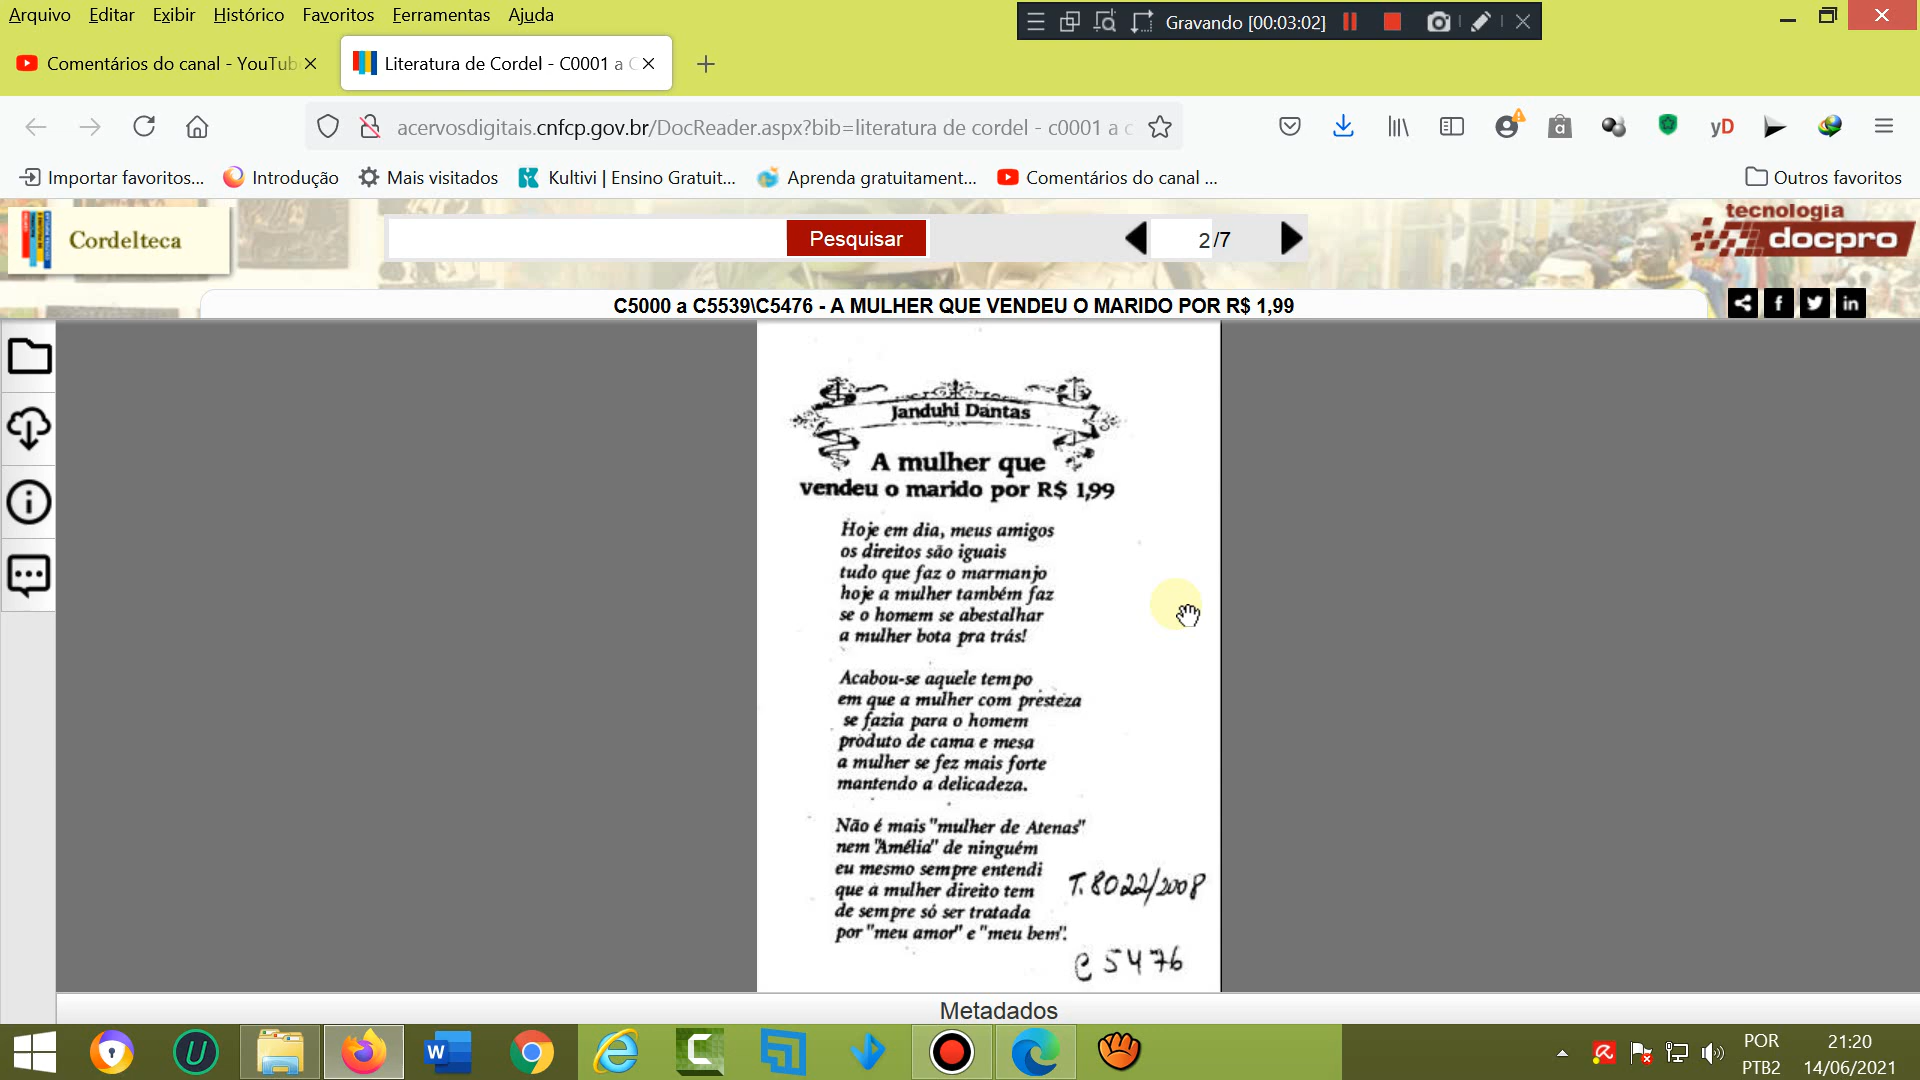 Arquivo Editar Exibir Histórico Favoritos Ferramentas Ajuda
Gravando [00:03:02]
Comentários do canal - YouTub
Literatura de Cordel - C0001 a C
acervosdigitais.cnfcp.gov.br/DocReader.aspx?bib=literatura de cordel - c0001 a c
yD
Importar favoritos... Introdução Mais visitados Kultivi | Ensino Gratuit... Aprenda gratuitament... Comentários do canal ... Outros favoritos
Cordelteca
Pesquisar
2 /7
tecnologia
docpro
C5000 a C5539\C5476 - A MULHER QUE VENDEU O MARIDO POR R$ 1,99
Janduhi Dantas
A mulher que
vendeu o marido por R$ 1,99
Hoje em dia, meus amigos
os direitos são iguais
tudo que faz o marmanjo
hoje a mulher também faz
se o homem se abestalhar
a mulher bota pra trás!
Acabou-se aquele tempo
em que a mulher com presteza
se fazia para o homem
produto de cama e mesa
a mulher se fez mais forte
mantendo a delicadeza.
Não é mais "mulher de Atenas"
nem "Amélia" de ninguém
eu mesmo sempre entendi
que a mulher direito tem
de sempre só ser tratada
por "meu amor" e "meu bem".
T. 8022/2008
C 5476
Metadados
POR
PTB2
21:20
14/06/2021